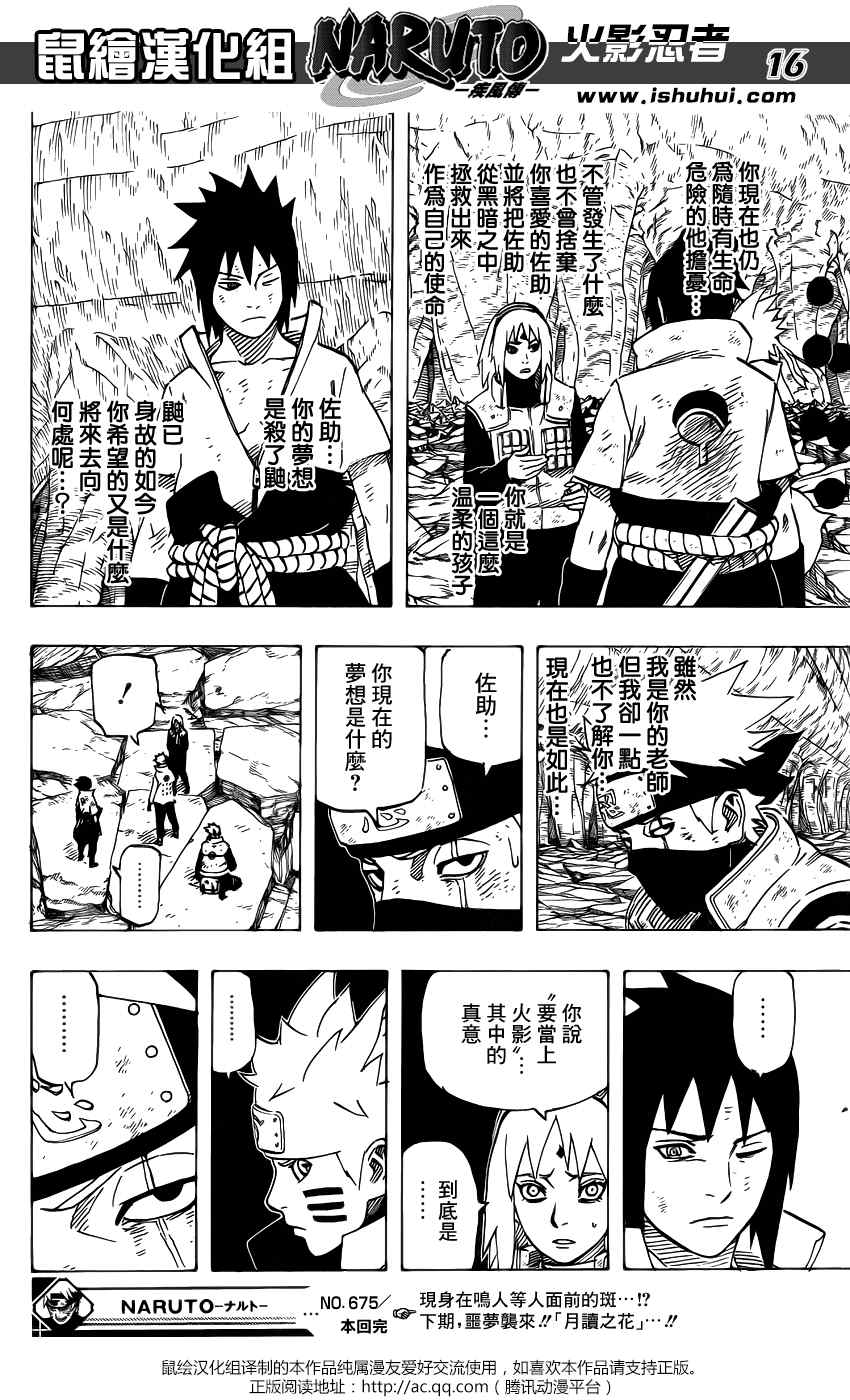 鼠繪漢化組
NARUTO
─疾風傳─
火影忍者
16
www.ishuhui.com
你現在也仍
爲隨時有生命
危險的他擔憂…
不管發生了什麼
也不曾捨棄
你喜愛的佐助
並將把佐助
從黑暗之中
拯救出來
作爲自己的使命
你就是
一個這麼
溫柔的孩子
佐助…
你的夢想
是殺了鼬
鼬已
身故的如今
你希望的又是什麼
將來去向
何處呢…?
雖然
我是你的老師
但我卻一點
也不了解你…
現在也是如此…
佐助…
你現在的
夢想是什麼?
!
………
……
你說
〝要當上
火影〞…
其中的
真意
到底是
……
………
………
NARUTO─ナルト─
…
NO.675/
本回完
☞
現身在鳴人等人面前的斑…!?
下期,噩夢襲來!!「月讀之花」…!!
鼠绘汉化组译制的本作品纯属漫友爱好交流使用，如喜欢本作品请支持正版。
正版阅读地址：http://ac.qq.com（腾讯动漫平台）